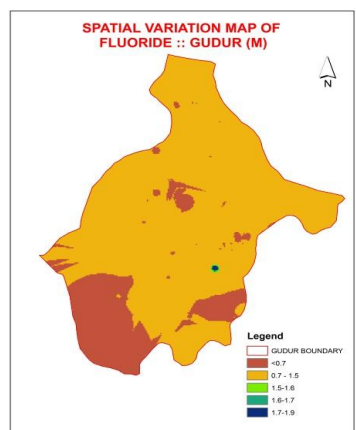 SPATIAL VARIATION MAP OF
FLUORIDE :: GUDUR (M)
N
Legend
GUDUR BOUNDARY
<0.7
0.7 - 1.5
1.5-1.6
1.6-1.7
1.7-1.9